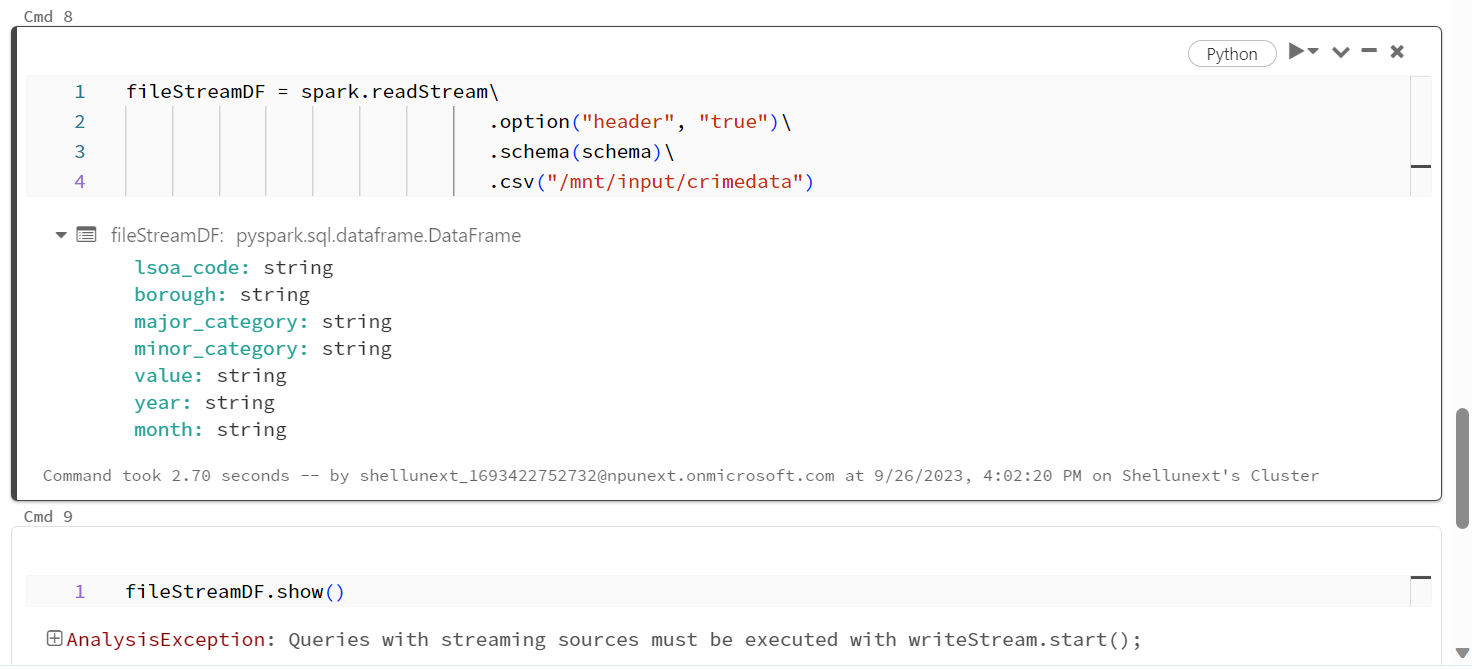 Cmd 8
Python
1 fileStreamDF = spark.readStream\
2 .option("header", "true")\
3 .schema(schema)\
4 .csv("/mnt/input/crimedata")
fileStreamDF: pyspark.sql.dataframe.DataFrame
lsoa_code: string
borough: string
major_category: string
minor_category: string
value: string
year: string
month: string
Command took 2.70 seconds -- by shellunext_1693422752732@npunext.onmicrosoft.com at 9/26/2023, 4:02:20 PM on Shellunext's Cluster
Cmd 9
1 fileStreamDF.show()
AnalysisException: Queries with streaming sources must be executed with writeStream.start();